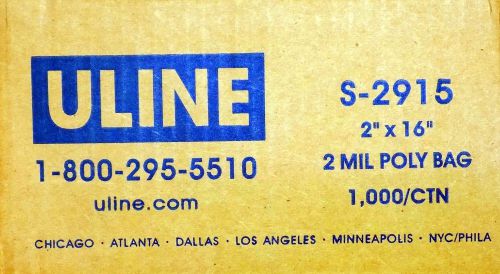 ULINE
1-800-295-5510
uline.com
S-2915
2" x 16"
2 MIL POLY BAG
1,000/CTN
CHICAGO · ATLANTA · DALLAS · LOS ANGELES · MINNEAPOLIS · NYC/PHILA